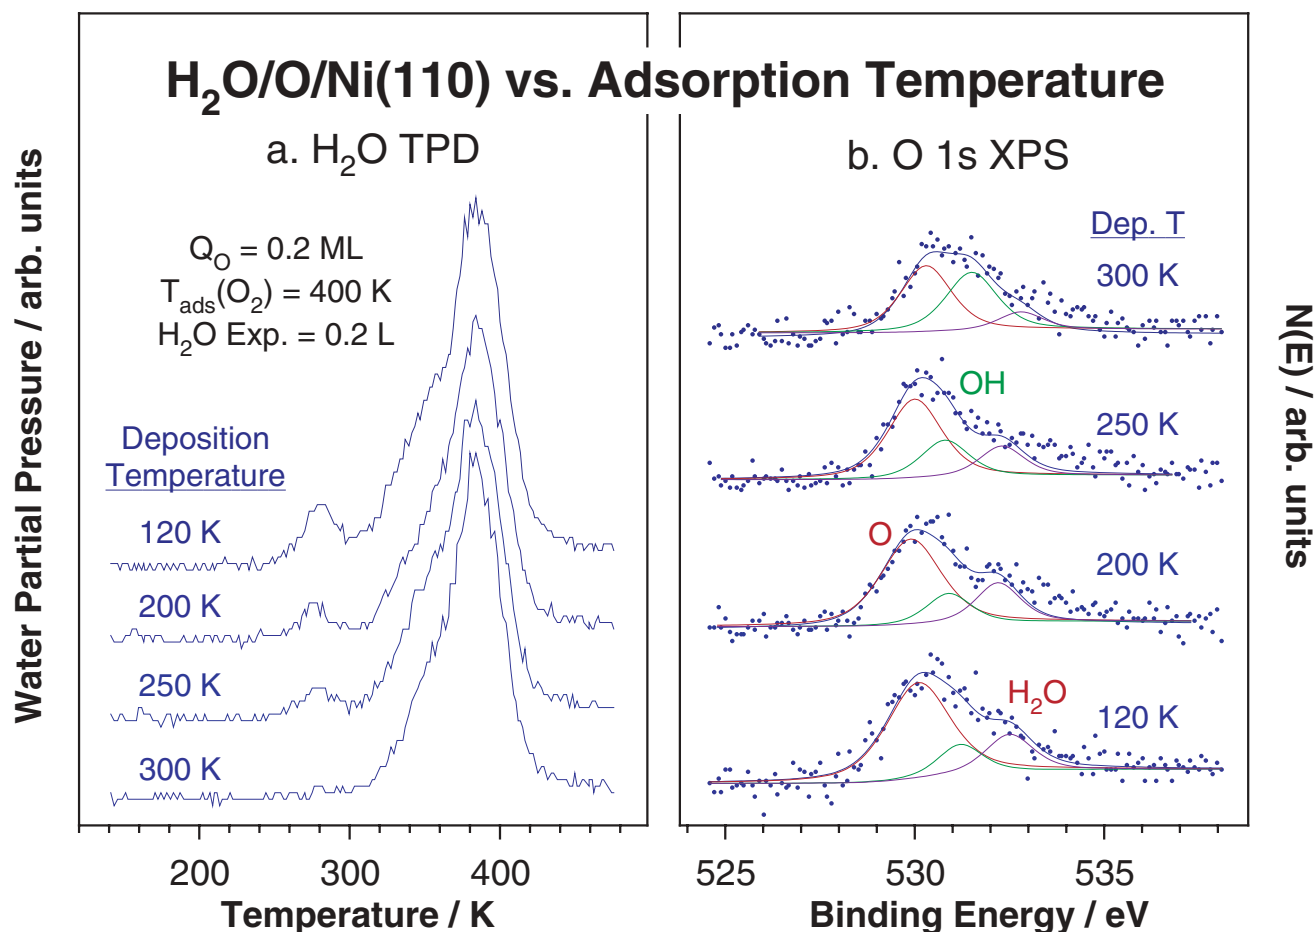 H₂O/O/Ni(110) vs. Adsorption Temperature
a. H₂O TPD
Q_O = 0.2 ML
T_ads(O₂) = 400 K
H₂O Exp. = 0.2 L
Deposition
Temperature
120 K
200 K
250 K
300 K
200 300 400
Temperature / K
Water Partial Pressure / arb. units
b. O 1s XPS
Dep. T
300 K
OH
250 K
O
200 K
H₂O
120 K
525 530 535
Binding Energy / eV
N(E) / arb. units